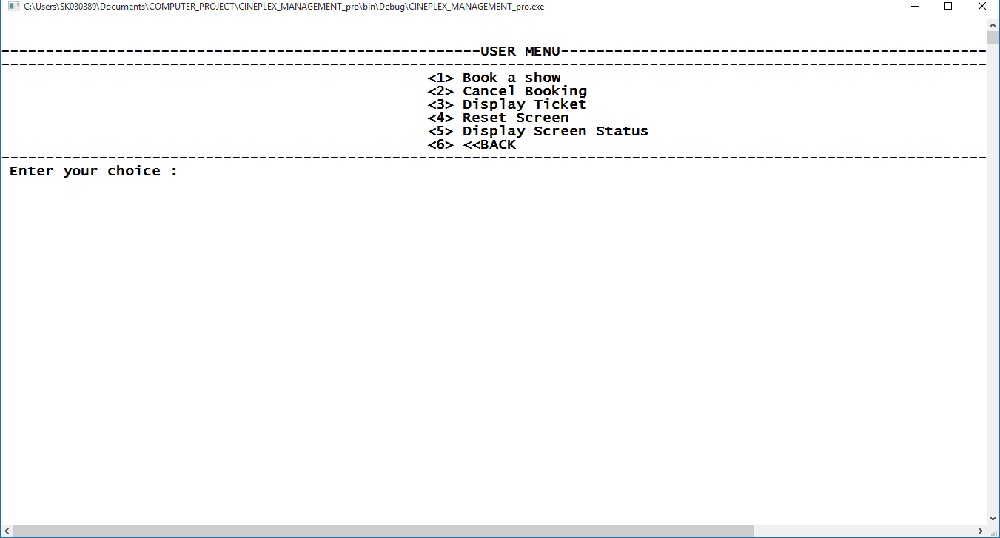 C:\Users\SK030389\Documents\COMPUTER_PROJECT\CINEPLEX_MANAGEMENT_pro\bin\Debug\CINEPLEX_MANAGEMENT_pro.exe
------------------------------------------------------USER MENU------------------------------------------------
---------------------------------------------------------------------------------------------------------------
<1> Book a show
<2> Cancel Booking
<3> Display Ticket
<4> Reset Screen
<5> Display Screen Status
<6> <<BACK
---------------------------------------------------------------------------------------------------------------
Enter your choice :